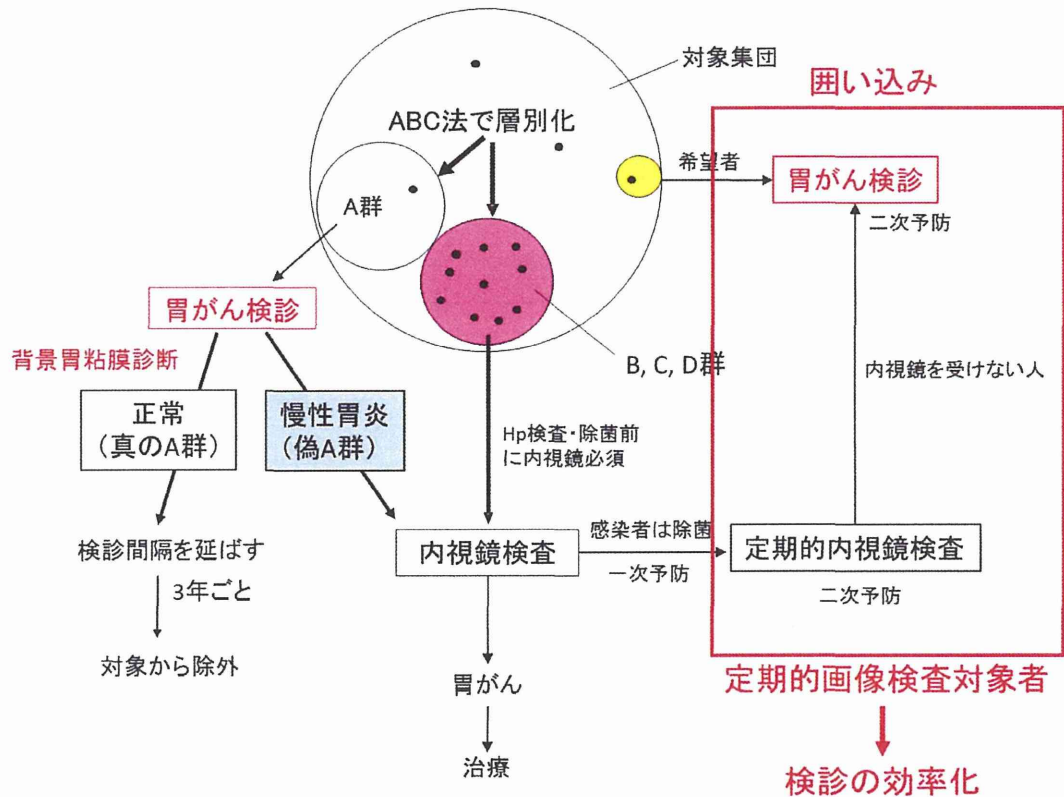 対象集団
ABC法で層別化
A群
希望者
囲い込み
胃がん検診
二次予防
胃がん検診
背景胃粘膜診断
B, C, D群
内視鏡を受けない人
正常
(真のA群)
慢性胃炎
(偽A群)
Hp検査・除菌前
に内視鏡必須
検診間隔を延ばす
3年ごと
対象から除外
内視鏡検査
感染者は除菌
一次予防
定期的内視鏡検査
二次予防
胃がん
治療
定期的画像検査対象者
検診の効率化